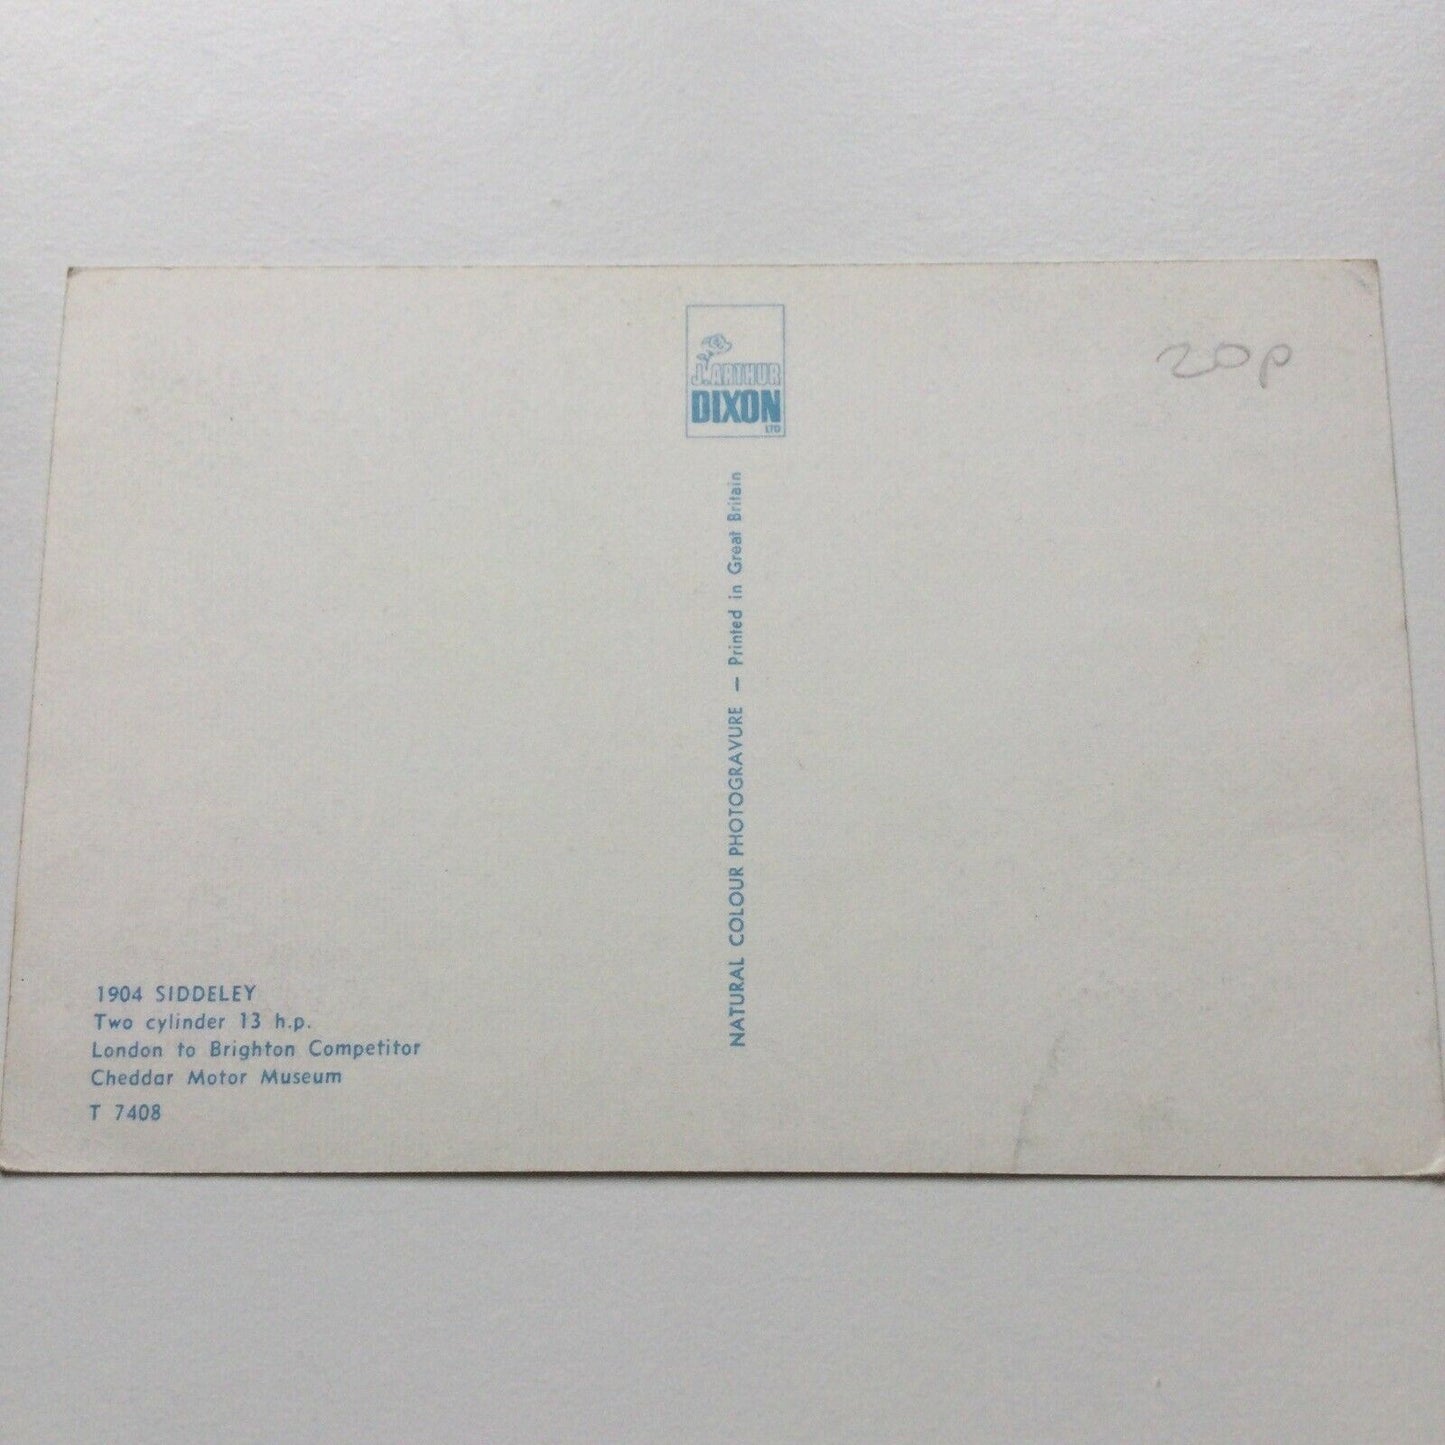 J. ARTHUR
DIXON
LTD
20p
NATURAL COLOUR PHOTOGRAVURE — Printed in Great Britain
1904 SIDDELEY
Two cylinder 13 h.p.
London to Brighton Competitor
Cheddar Motor Museum
T 7408